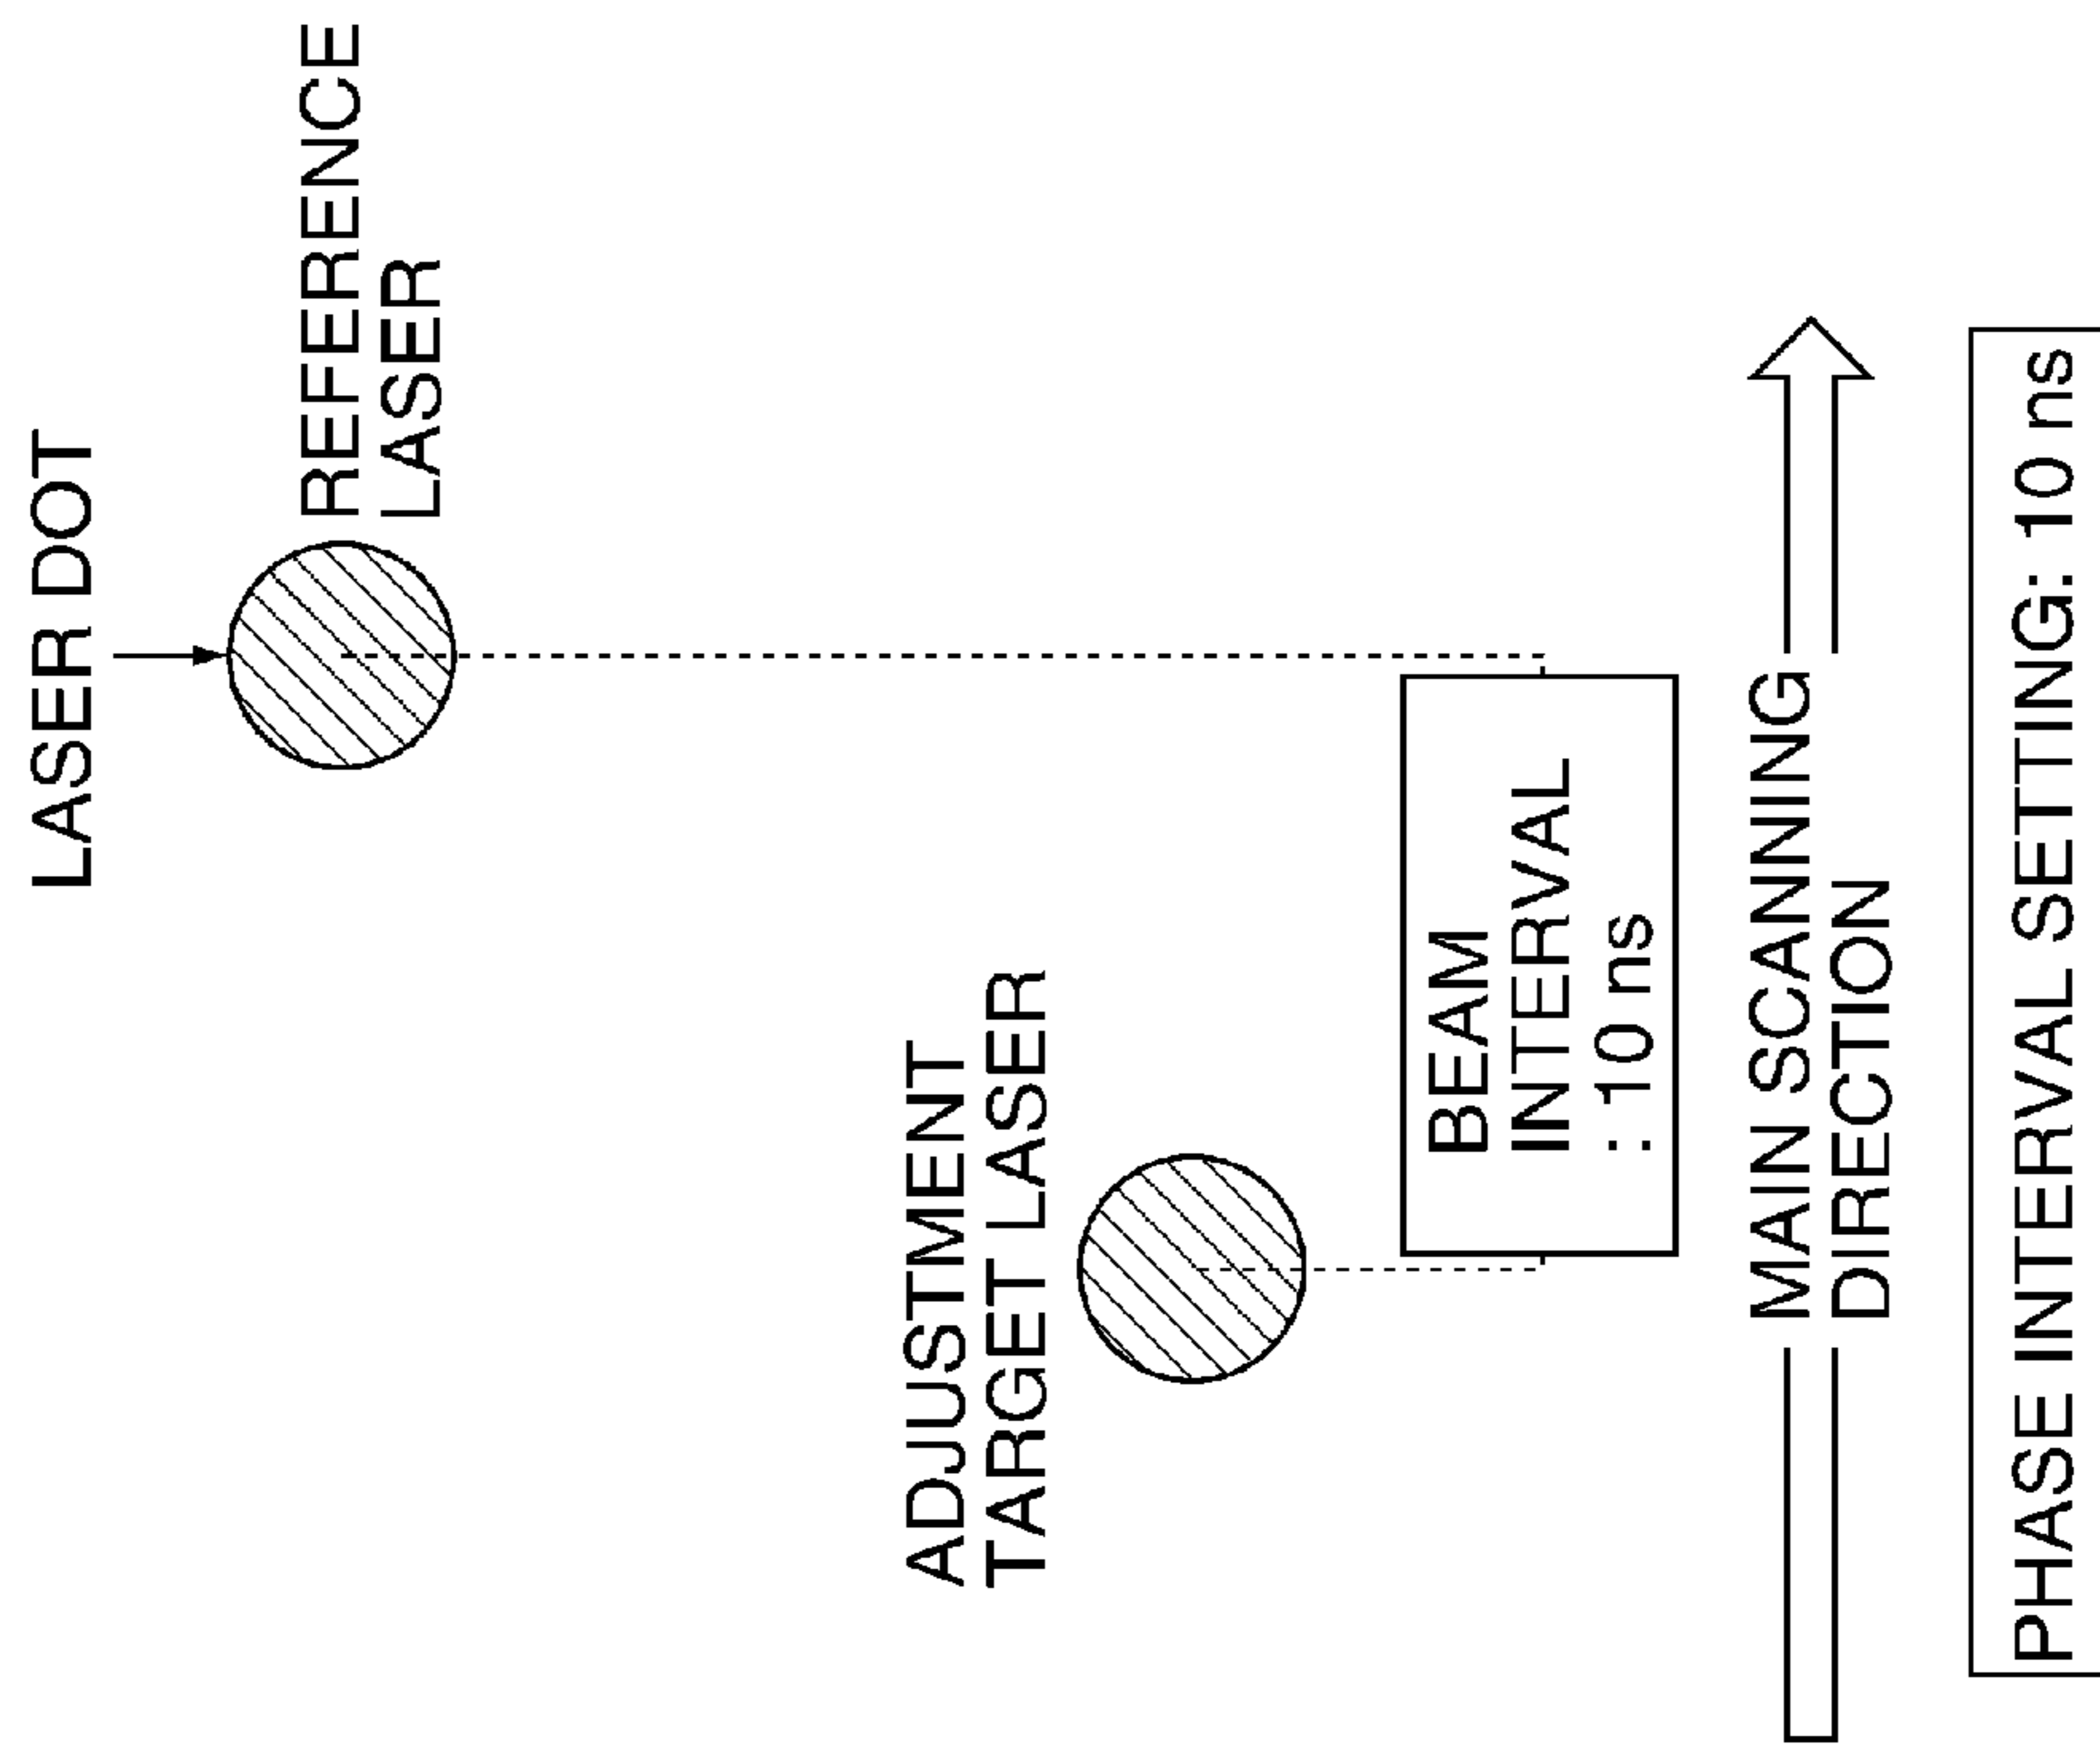 LASER DOT
REFERENCE
LASER
ADJUSTMENT
TARGET LASER
BEAM
INTERVAL
: 10 ns
MAIN SCANNING
DIRECTION
PHASE INTERVAL SETTING: 10 ns